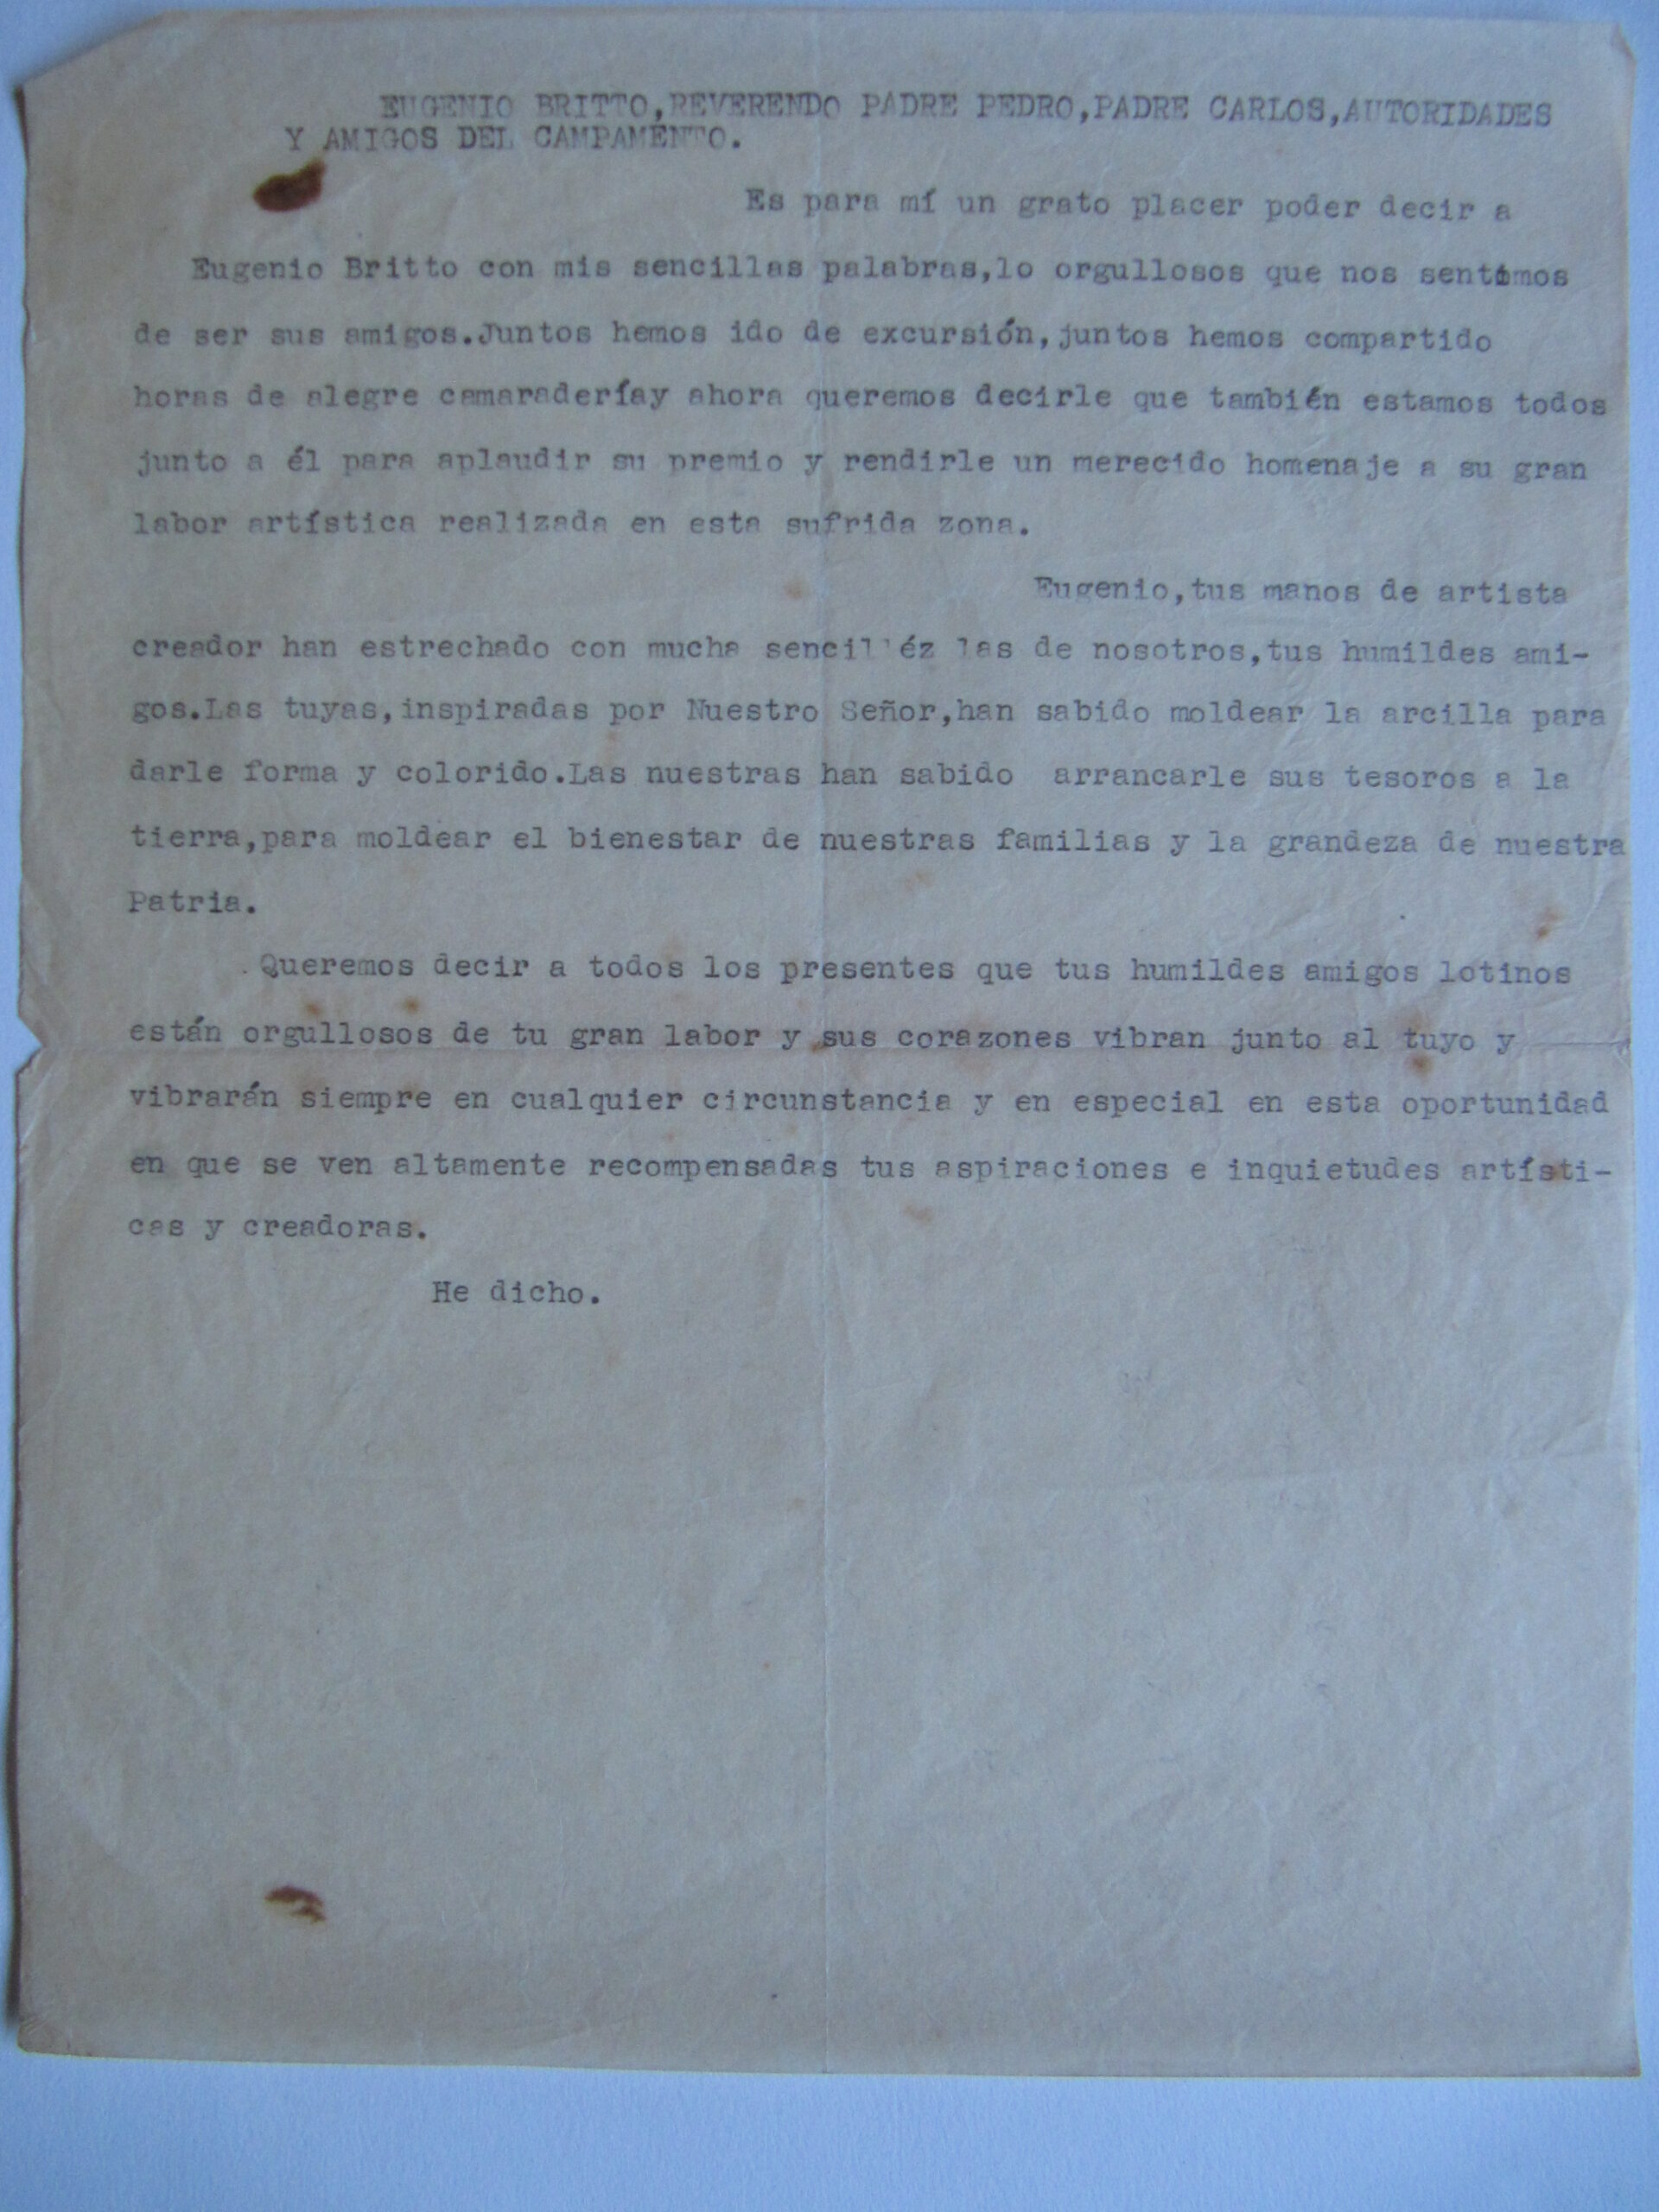 EUGENIO BRITTO,REVERENDO PADRE PEDRO,PADRE CARLOS,AUTORIDADES
Y AMIGOS DEL CAMPAMENTO.
Es para mí un grato placer poder decir a
Eugenio Britto con mis sencillas palabras,lo orgullosos que nos sentimos
de ser sus amigos.Juntos hemos ido de excursión,juntos hemos compartido
horas de alegre camaraderíay ahora queremos decirle que también estamos todos
junto a él para aplaudir su premio y rendirle un merecido homenaje a su gran
labor artística realizada en esta sufrida zona.
Eugenio,tus manos de artista
creador han estrechado con mucha sencilléz las de nosotros,tus humildes ami-
gos.Las tuyas,inspiradas por Nuestro Señor,han sabido moldear la arcilla para
darle forma y colorido.Las nuestras han sabido arrancarle sus tesoros a la
tierra,para moldear el bienestar de nuestras familias y la grandeza de nuestra
Patria.
Queremos decir a todos los presentes que tus humildes amigos lotinos
están orgullosos de tu gran labor y sus corazones vibran junto al tuyo y
vibrarán siempre en cualquier circunstancia y en especial en esta oportunidad
en que se ven altamente recompensadas tus aspiraciones e inquietudes artísti-
cas y creadoras.
He dicho.